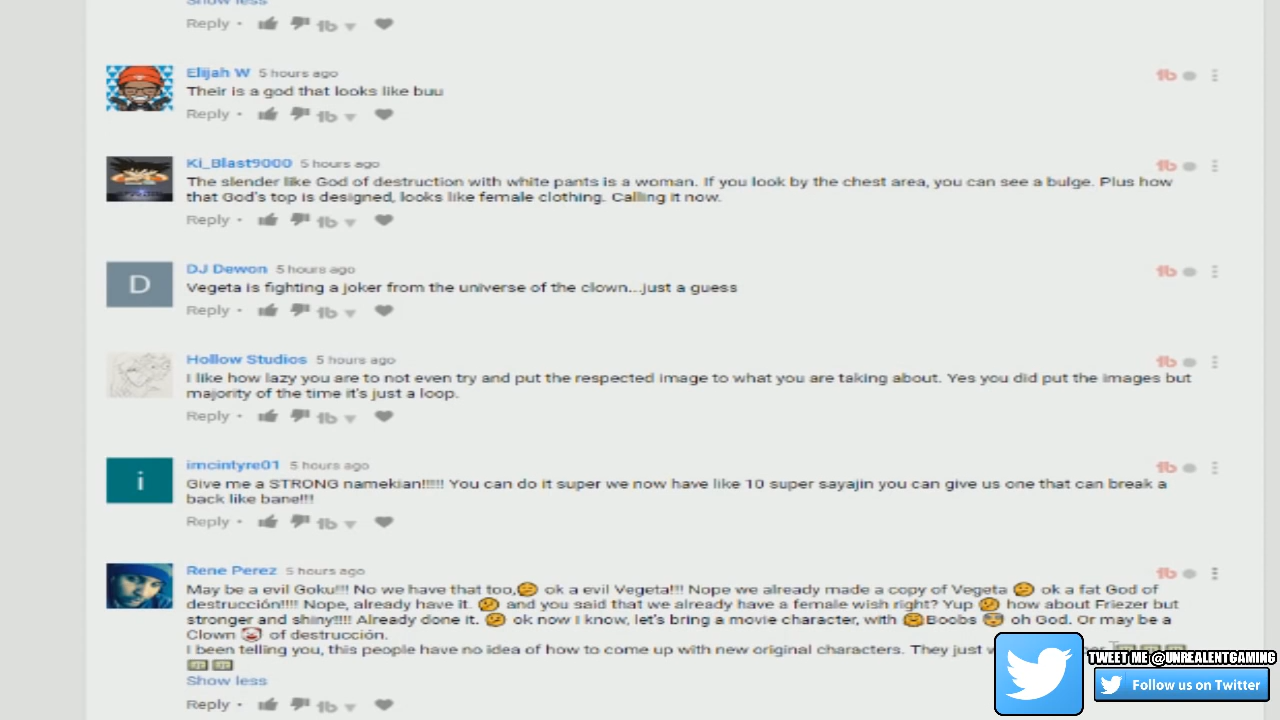 Show less
Reply •
Elijah W 5 hours ago
Their is a god that looks like buu
Reply •
Ki_Blast9000 5 hours ago
The slender like God of destruction with white pants is a woman. If you look by the chest area, you can see a bulge. Plus how
that God's top is designed, looks like female clothing. Calling it now.
Reply •
D
DJ Dewon 5 hours ago
Vegeta is fighting a joker from the universe of the clown...just a guess
Reply •
Hollow Studios 5 hours ago
I like how lazy you are to not even try and put the respected image to what you are taking about. Yes you did put the images but
majority of the time it's just a loop.
Reply •
i
imcintyre01 5 hours ago
Give me a STRONG namekian!!!!!! You can do it super we now have like 10 super sayajin you can give us one that can break a
back like bane!!!
Reply •
Rene Perez 5 hours ago
May be a evil Goku!!! No we have that too, ok a evil Vegeta!!! Nope we already made a copy of Vegeta ok a fat God of
destrucción!!!! Nope, already have it. and you said that we already have a female wish right? Yup how about Friezer but
stronger and shiny!!!! Already done it. ok now I know, let's bring a movie character, with Boobs oh God. Or may be a
Clown of destrucción.
I been telling you, this people have no idea of how to come up with new original characters. They just
Show less
Reply •
TWEET ME @UNREALENTGAMING
Follow us on Twitter